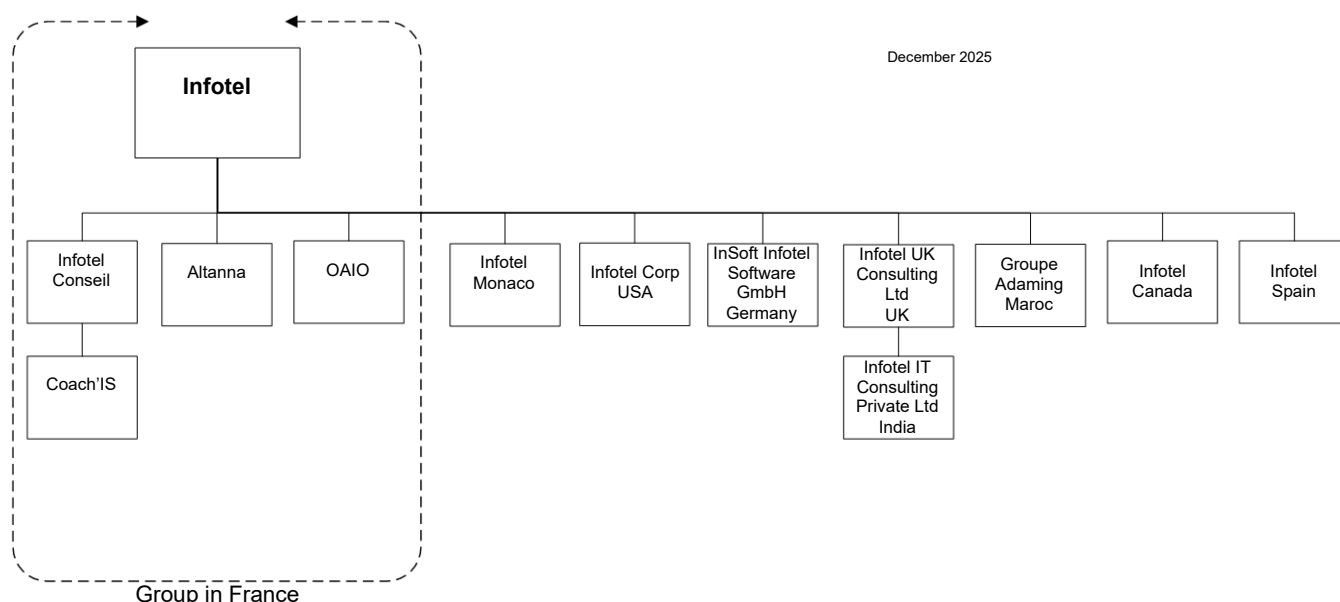 December 2025
Infotel
Infotel
Conseil
Altanna
OAIO
Infotel
Monaco
Infotel Corp
USA
InSoft Infotel
Software
GmbH
Germany
Infotel UK
Consulting
Ltd
UK
Groupe
Adaming
Maroc
Infotel
Canada
Infotel
Spain
Coach’IS
Infotel IT
Consulting
Private Ltd
India
Group in France